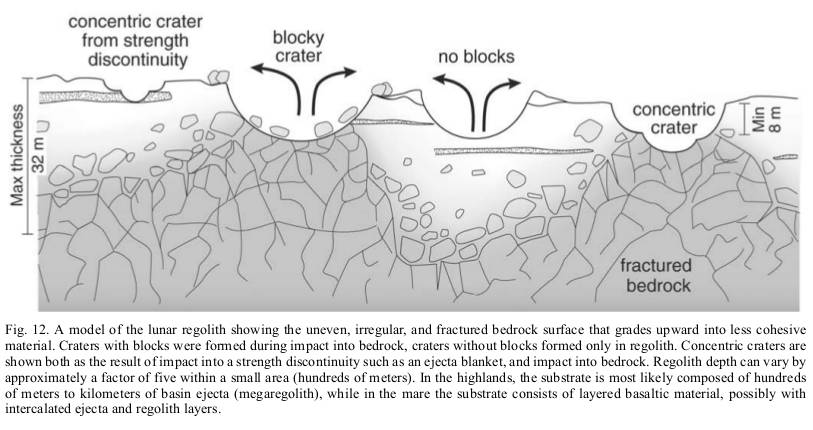 concentric crater
from strength
discontinuity
blocky
crater
no blocks
concentric
crater
Min
8 m
Max thickness
32 m
fractured
bedrock
Fig. 12. A model of the lunar regolith showing the uneven, irregular, and fractured bedrock surface that grades upward into less cohesive
material. Craters with blocks were formed during impact into bedrock, craters without blocks formed only in regolith. Concentric craters are
shown both as the result of impact into a strength discontinuity such as an ejecta blanket, and impact into bedrock. Regolith depth can vary by
approximately a factor of five within a small area (hundreds of meters). In the highlands, the substrate is most likely composed of hundreds
of meters to kilometers of basin ejecta (megaregolith), while in the mare the substrate consists of layered basaltic material, possibly with
intercalated ejecta and regolith layers.